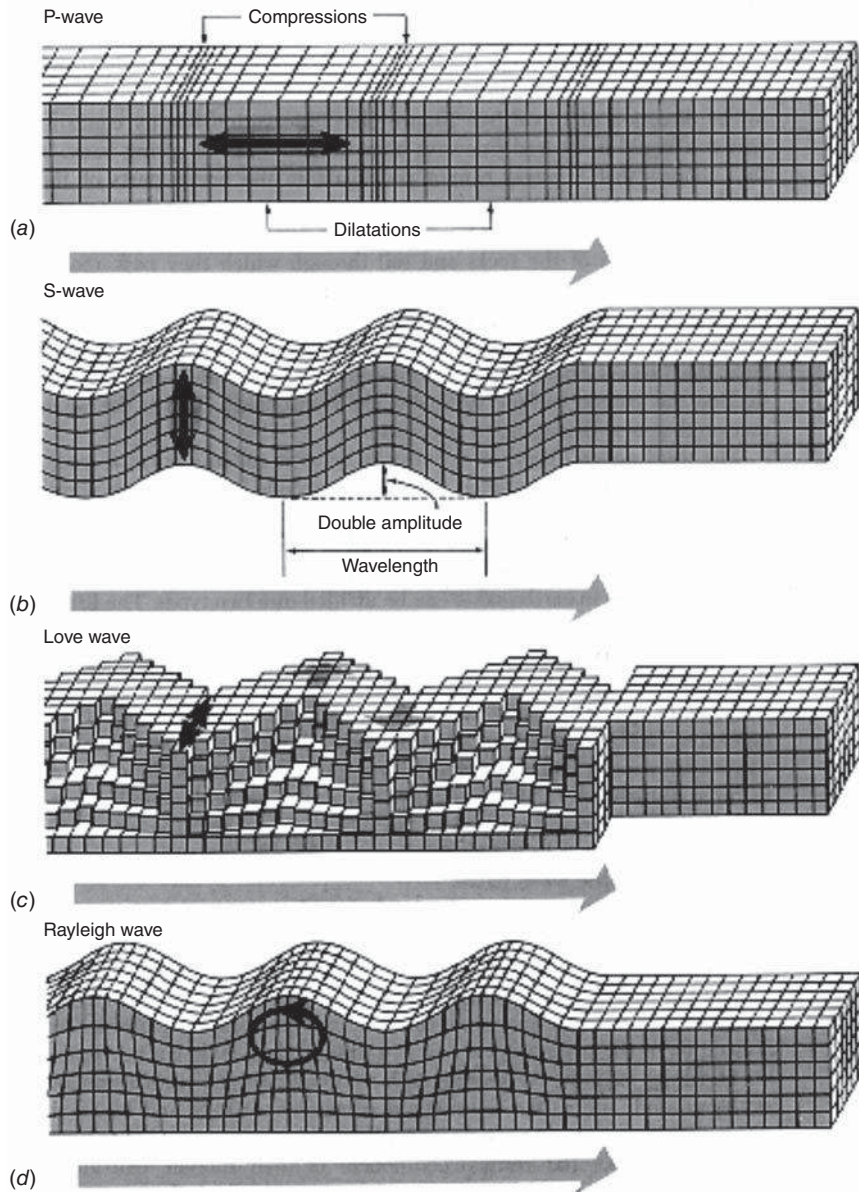 P-wave
Compressions
Dilatations
(a)
S-wave
Double amplitude
Wavelength
(b)
Love wave
(c)
Rayleigh wave
(d)